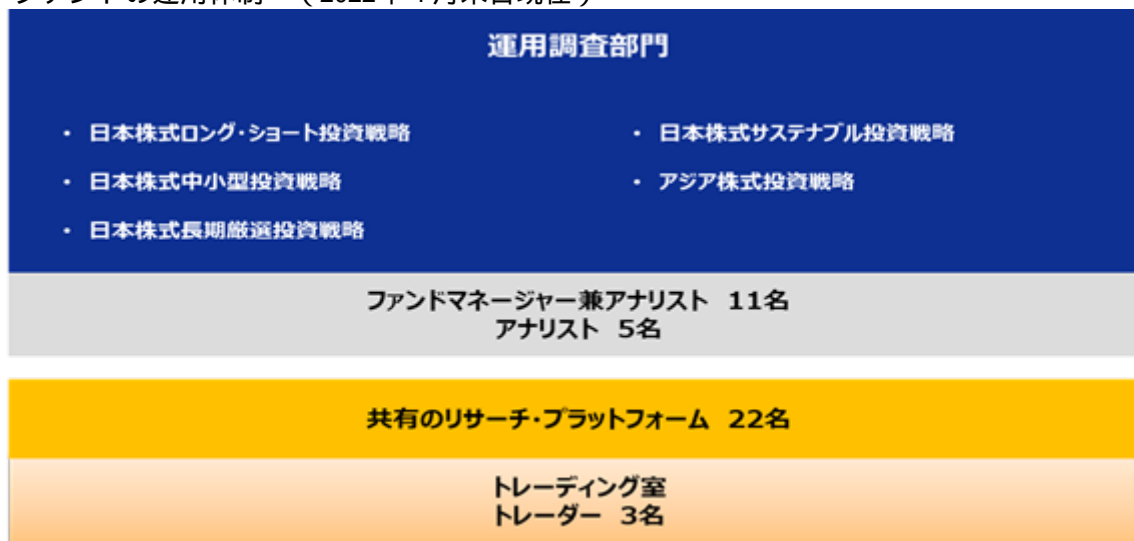 運用調査部門
・ 日本株式ロング・ショート投資戦略
・ 日本株式サステナブル投資戦略
・ 日本株式中小型投資戦略
・ アジア株式投資戦略
・ 日本株式長期厳選投資戦略
ファンドマネージャー兼アナリスト 11名
アナリスト 5名
共有のリサーチ・プラットフォーム 22名
トレーディング室
トレーダー 3名